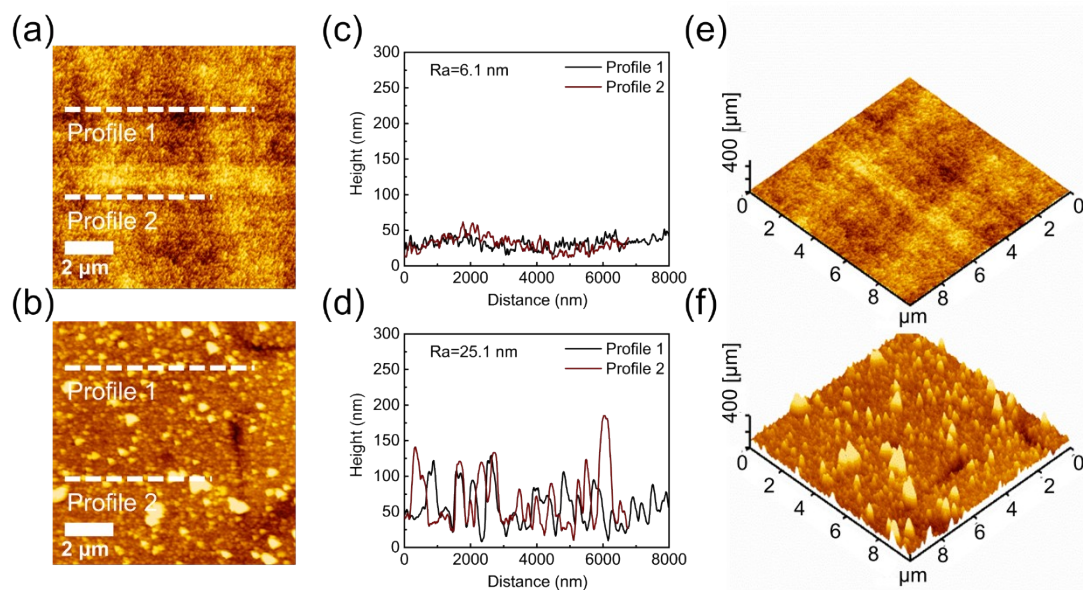 (a)
Profile 1
Profile 2
2 μm
(b)
Profile 1
Profile 2
2 μm
(c)
300
250
200
150
100
50
0
Height (nm)
Ra=6.1 nm
Profile 1
Profile 2
0 2000 4000 6000 8000
Distance (nm)
(d)
300
250
200
150
100
50
0
Height (nm)
Ra=25.1 nm
Profile 1
Profile 2
0 2000 4000 6000 8000
Distance (nm)
(e)
400 [μm]
0
2
4
6
8
μm
8
6
4
2
0
(f)
400 [μm]
0
2
4
6
8
μm
8
6
4
2
0